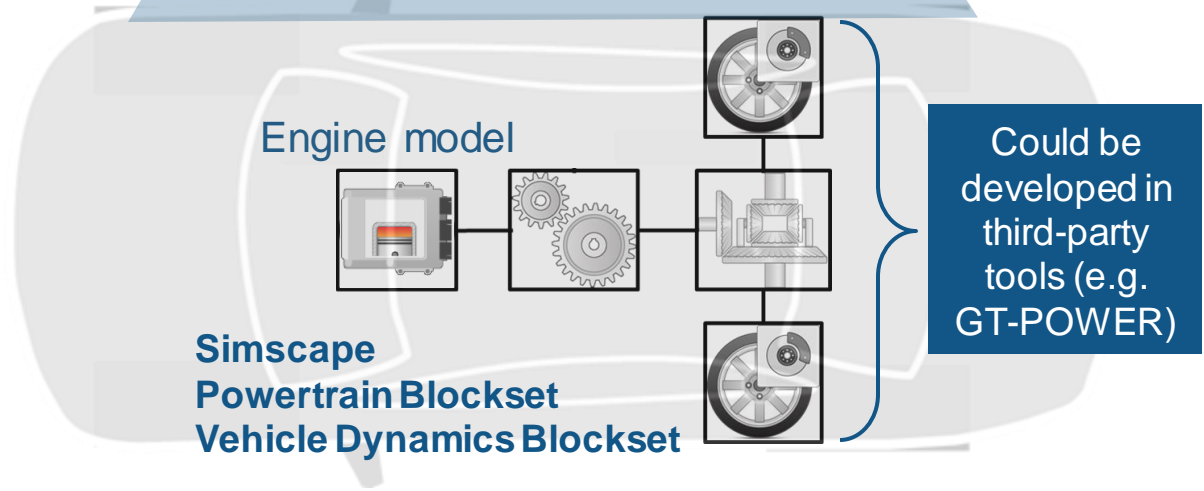 Engine model
Could be
developed in
third-party
tools (e.g.
GT-POWER)
Simscape
Powertrain Blockset
Vehicle Dynamics Blockset